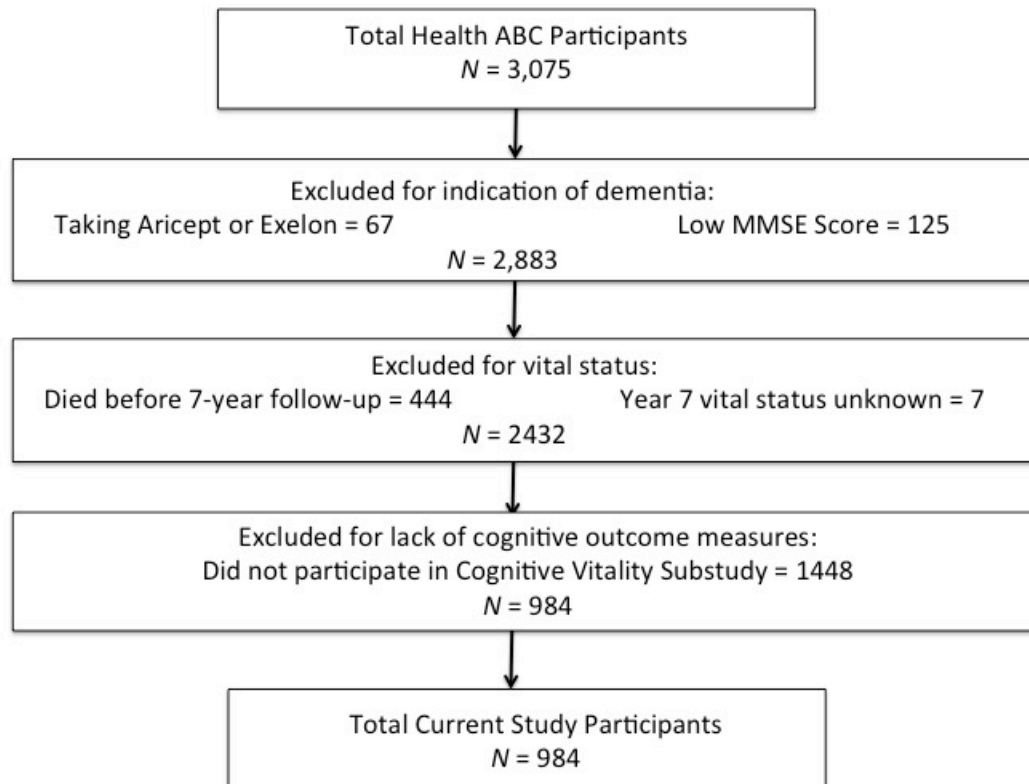 Total Health ABC Participants
N = 3,075
Excluded for indication of dementia:
Taking Aricept or Exelon = 67 Low MMSE Score = 125
N = 2,883
Excluded for vital status:
Died before 7-year follow-up = 444 Year 7 vital status unknown = 7
N = 2432
Excluded for lack of cognitive outcome measures:
Did not participate in Cognitive Vitality Substudy = 1448
N = 984
Total Current Study Participants
N = 984